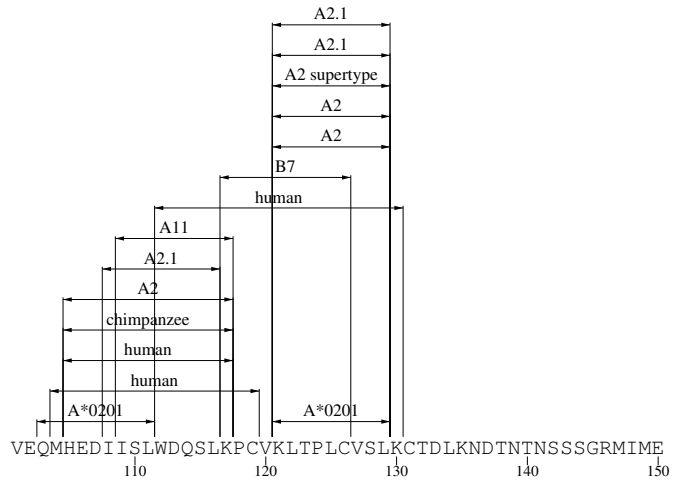 A2.1
A2.1
A2 supertype
A2
A2
B7
human
A11
A2.1
A2
chimpanzee
human
human
A*0201 A*0201
VEQMHEDIISLWDQSLKPCVKLTPLCVSLKCTDLKNDTNTNSSSGRMIME
110 120 130 140 150